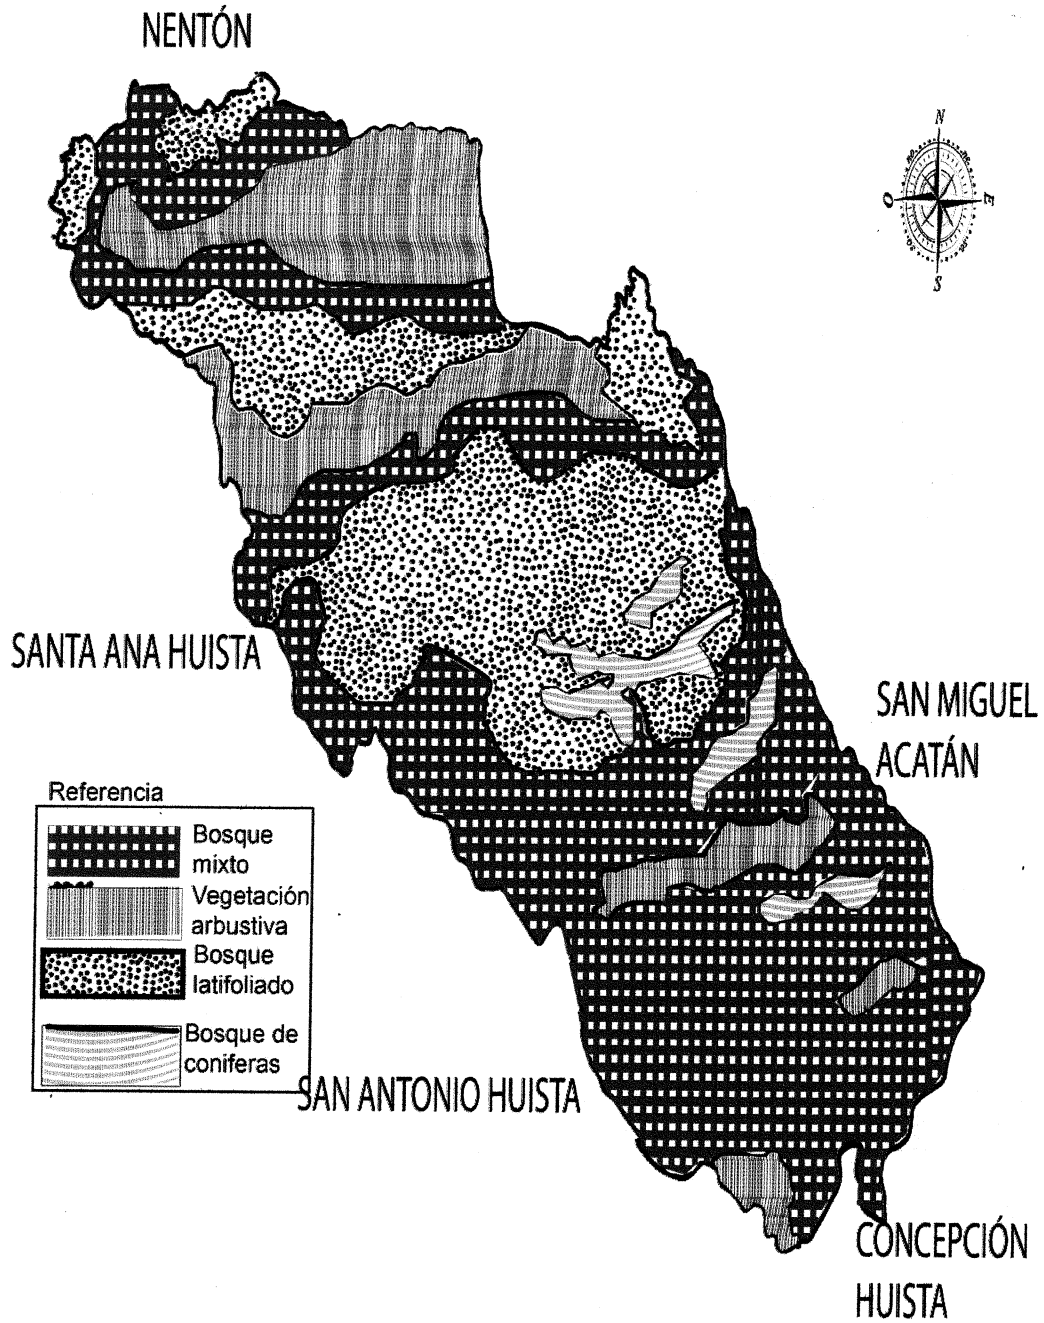 NENTÓN
N
O
E
S
SANTA ANA HUISTA
SAN MIGUEL
ACATÁN
Referencia
Bosque
mixto
Vegetación
arbustiva
Bosque
latifoliado
Bosque de
coniferas
SAN ANTONIO HUISTA
CONCEPCIÓN
HUISTA